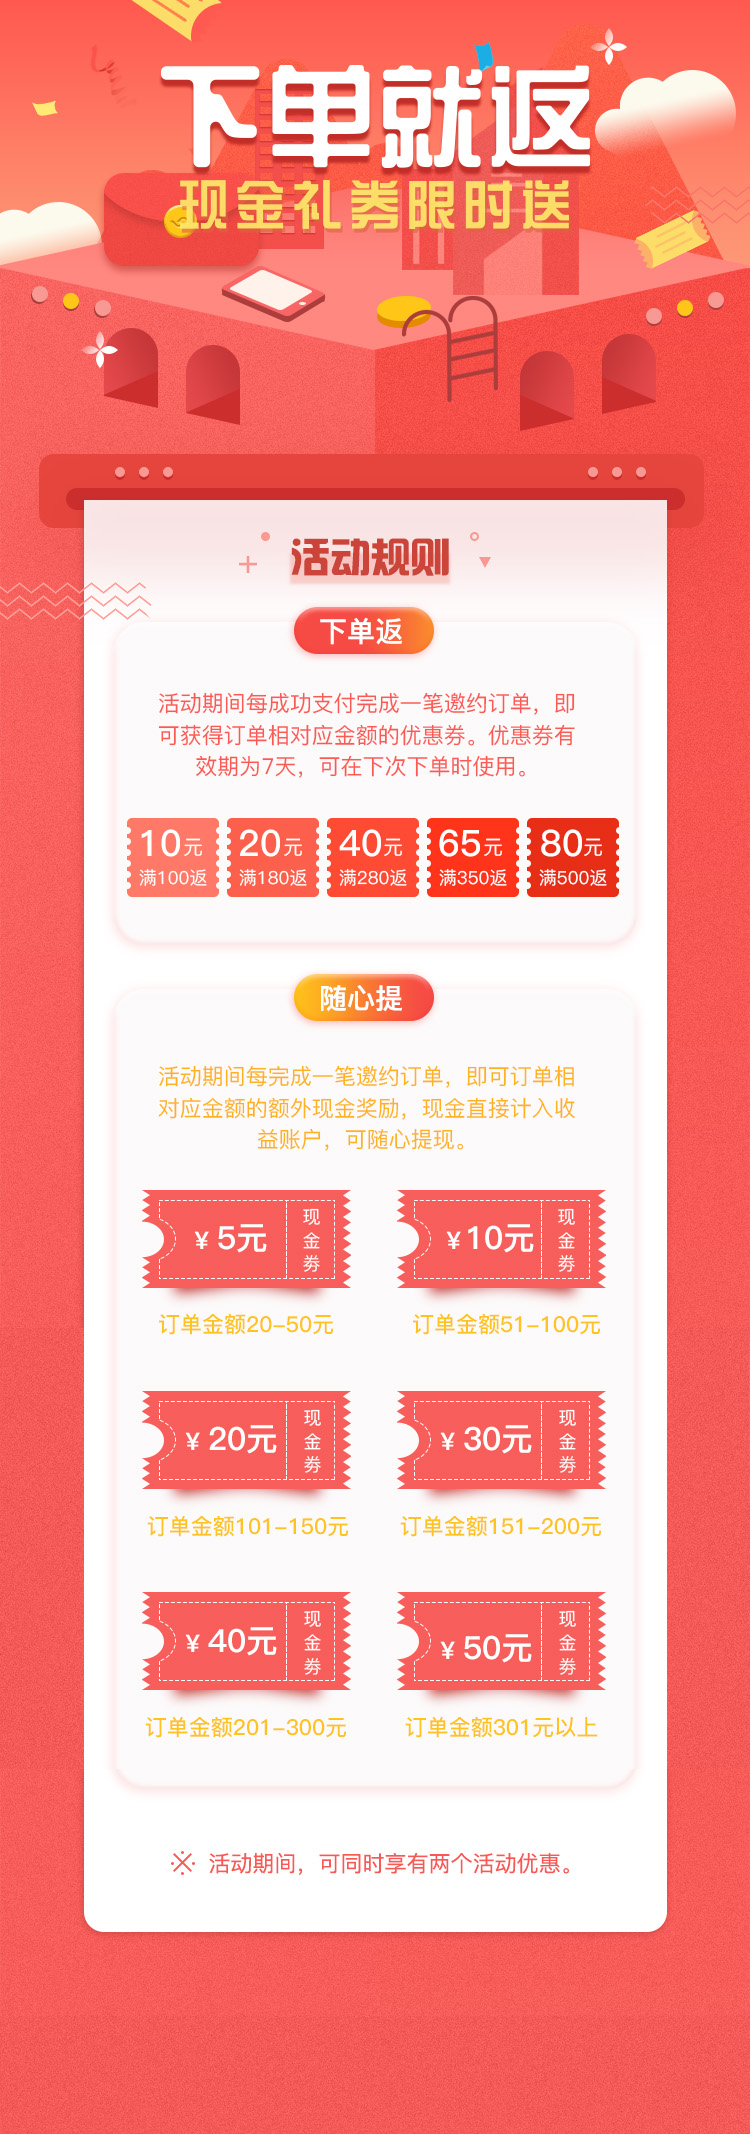 下单就返
现金礼券限时送
活动规则
下单返
活动期间每成功支付完成一笔邀约订单，即
可获得订单相对应金额的优惠券。优惠券有
效期为7天，可在下次下单时使用。
10元 20元 40元 65元 80元
满100返 满180返 满280返 满350返 满500返
随心提
活动期间每完成一笔邀约订单，即可订单相
对应金额的额外现金奖励，现金直接计入收
益账户，可随心提现。
¥ 5元 现金券 ¥10元 现金券
订单金额20-50元 订单金额51-100元
¥ 20元 现金券 ¥ 30元 现金券
订单金额101-150元 订单金额151-200元
¥ 40元 现金券 ¥ 50元 现金券
订单金额201-300元 订单金额301元以上
※ 活动期间，可同时享有两个活动优惠。